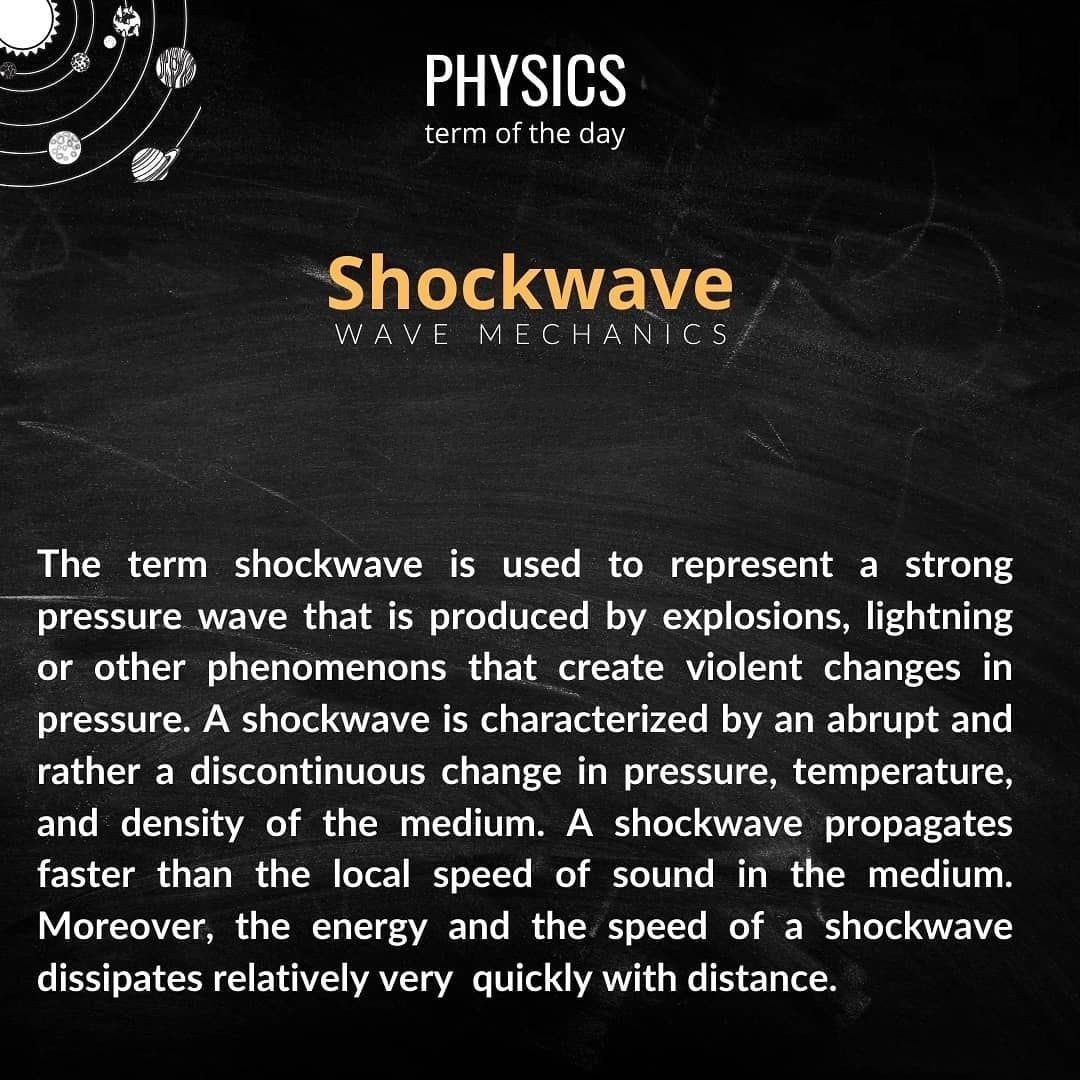 PHYSICS
term of the day
Shockwave
WAVE MECHANICS
The term shockwave is used to represent a strong
pressure wave that is produced by explosions, lightning
or other phenomenons that create violent changes in
pressure. A shockwave is characterized by an abrupt and
rather a discontinuous change in pressure, temperature,
and density of the medium. A shockwave propagates
faster than the local speed of sound in the medium.
Moreover, the energy and the speed of a shockwave
dissipates relatively very quickly with distance.